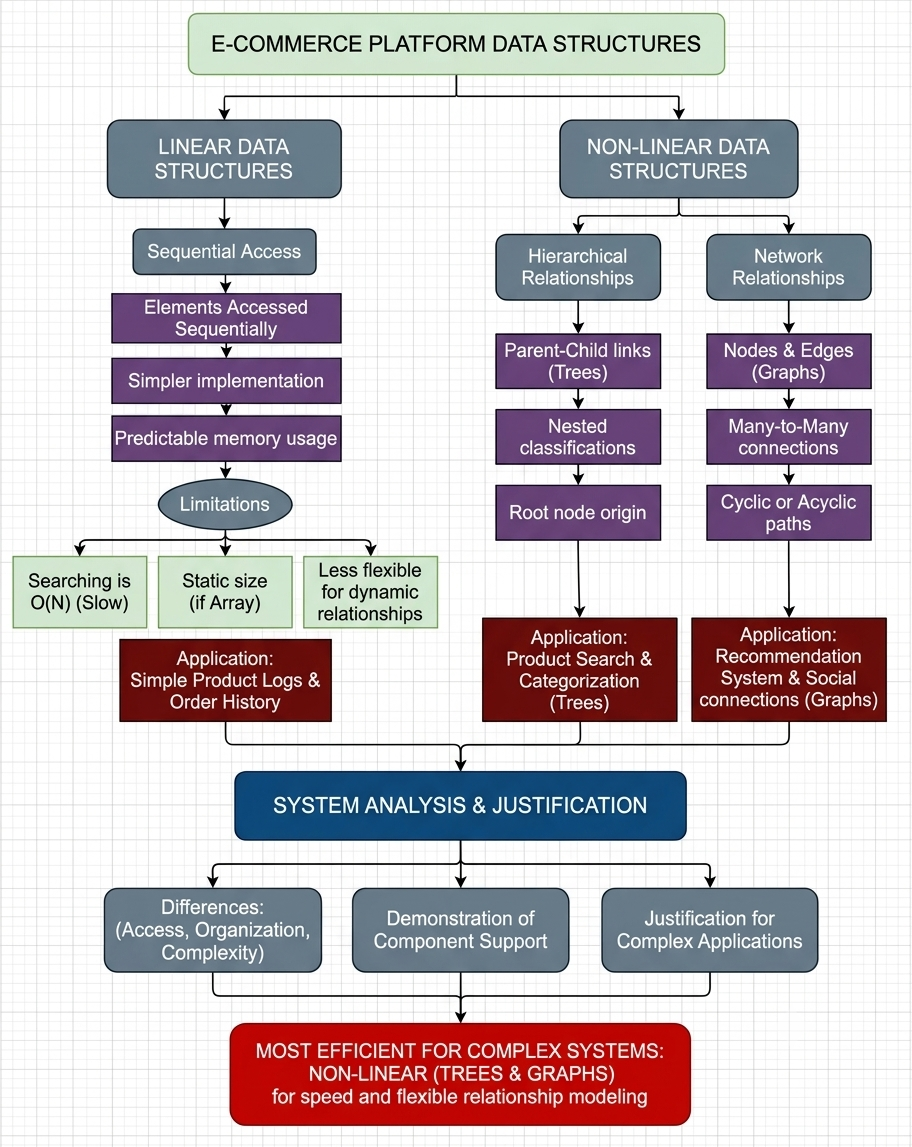 E-COMMERCE PLATFORM DATA STRUCTURES
LINEAR DATA
STRUCTURES
NON-LINEAR DATA
STRUCTURES
Sequential Access
Elements Accessed
Sequentially
Simpler implementation
Predictable memory usage
Limitations
Searching is
O(N) (Slow)
Static size
(if Array)
Less flexible
for dynamic
relationships
Application:
Simple Product Logs &
Order History
Hierarchical
Relationships
Parent-Child links
(Trees)
Nested
classifications
Root node origin
Application:
Product Search &
Categorization
(Trees)
Network
Relationships
Nodes & Edges
(Graphs)
Many-to-Many
connections
Cyclic or Acyclic
paths
Application:
Recommendation
System & Social
connections (Graphs)
SYSTEM ANALYSIS & JUSTIFICATION
Differences:
(Access, Organization,
Complexity)
Demonstration of
Component Support
Justification for
Complex Applications
MOST EFFICIENT FOR COMPLEX SYSTEMS:
NON-LINEAR (TREES & GRAPHS)
for speed and flexible relationship modeling